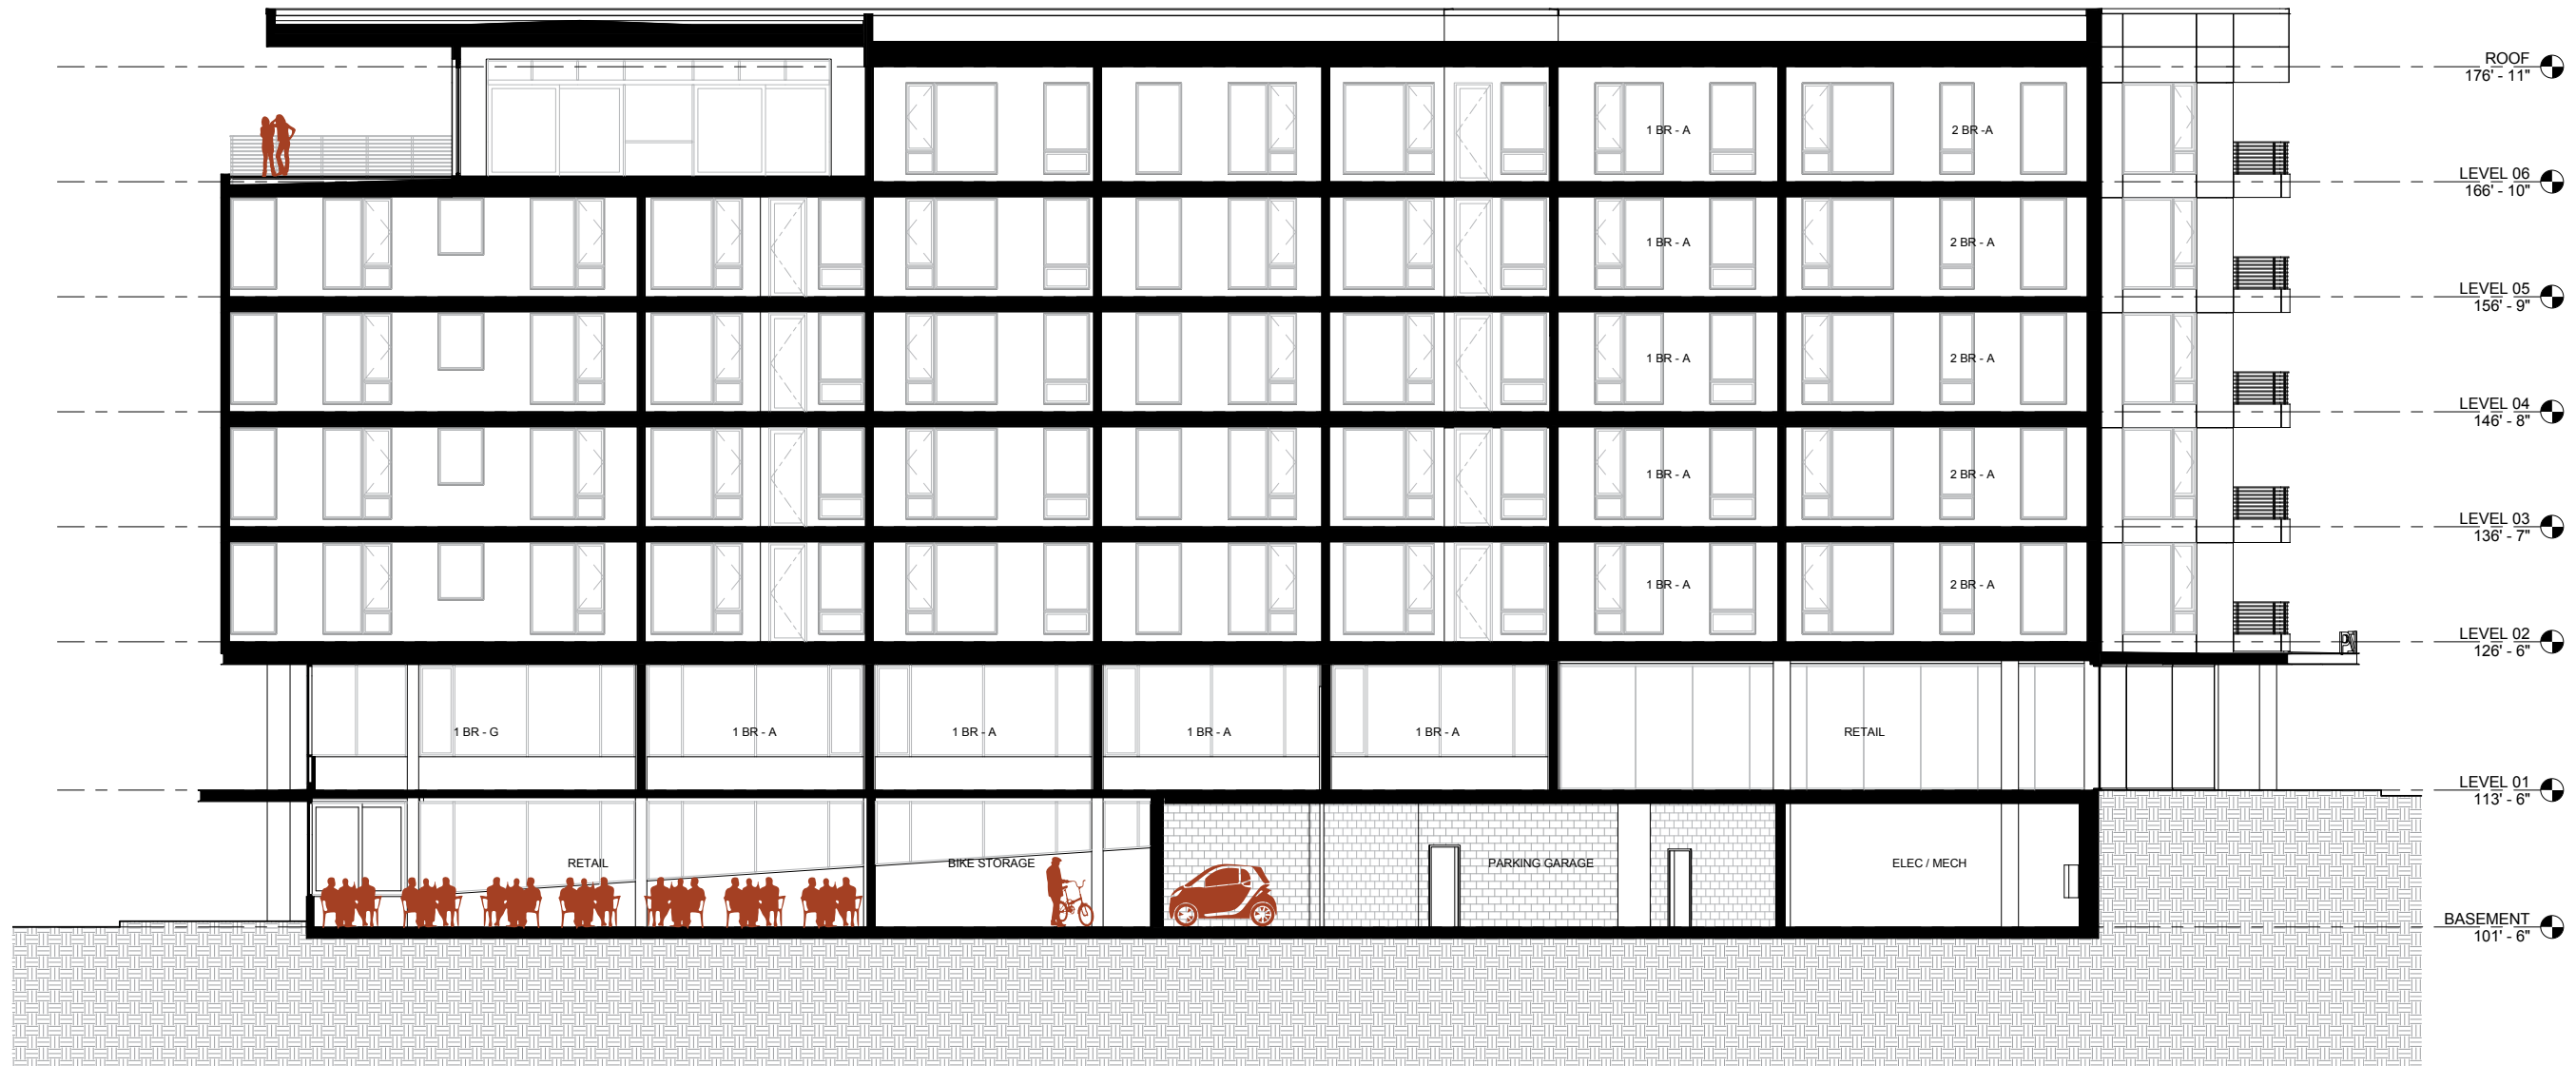 ROOF
176' - 11"
1 BR - A
2 BR -A
LEVEL 06
166' - 10"
1 BR - A
2 BR - A
LEVEL 05
156' - 9"
1 BR - A
2 BR - A
LEVEL 04
146' - 8"
1 BR - A
2 BR - A
LEVEL 03
136' - 7"
1 BR - A
2 BR - A
LEVEL 02
126' - 6"
1 BR - G
1 BR - A
1 BR - A
1 BR - A
1 BR - A
RETAIL
LEVEL 01
113' - 6"
RETAIL
BIKE STORAGE
PARKING GARAGE
ELEC / MECH
BASEMENT
101' - 6"